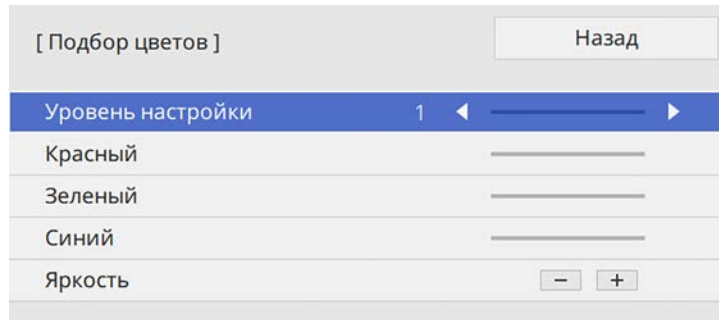 [ Подбор цветов ]
Назад
Уровень настройки 1
Красный
Зеленый
Синий
Яркость − +